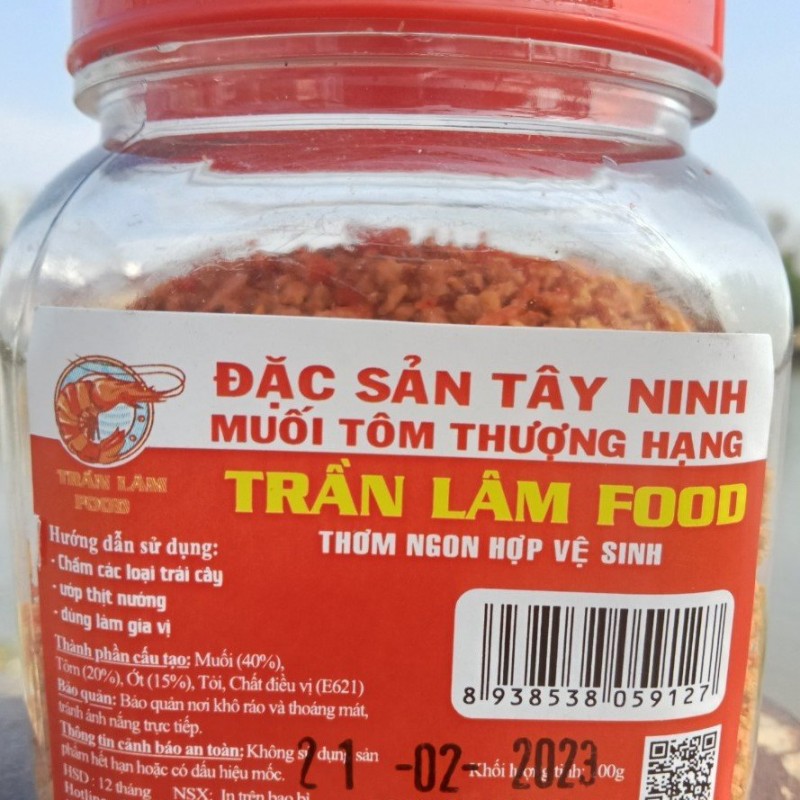 ĐẶC SẢN TÂY NINH
MUỐI TÔM THƯỢNG HẠNG
TRẦN LÂM FOOD
THƠM NGON HỢP VỆ SINH
TRẦN LÂM
FOOD
Hướng dẫn sử dụng:
- Chấm các loại trái cây
- ướp thịt nướng
- dùng làm gia vị
Thành phần cấu tạo: Muối (40%),
Tôm (20%), Ớt (15%), Tỏi, Chất điều vị (E621)
Bảo quản: Bảo quản nơi khô ráo và thoáng mát,
tránh ánh nắng trực tiếp.
Thông tin cảnh báo an toàn: Không sử dụng sản
phẩm hết hạn hoặc có dấu hiệu mốc.
HSD : 12 tháng NSX: In trên bao bì
Hotline
8 938538 059127
21 -02- 2023
Khối lượng tịnh: 100g